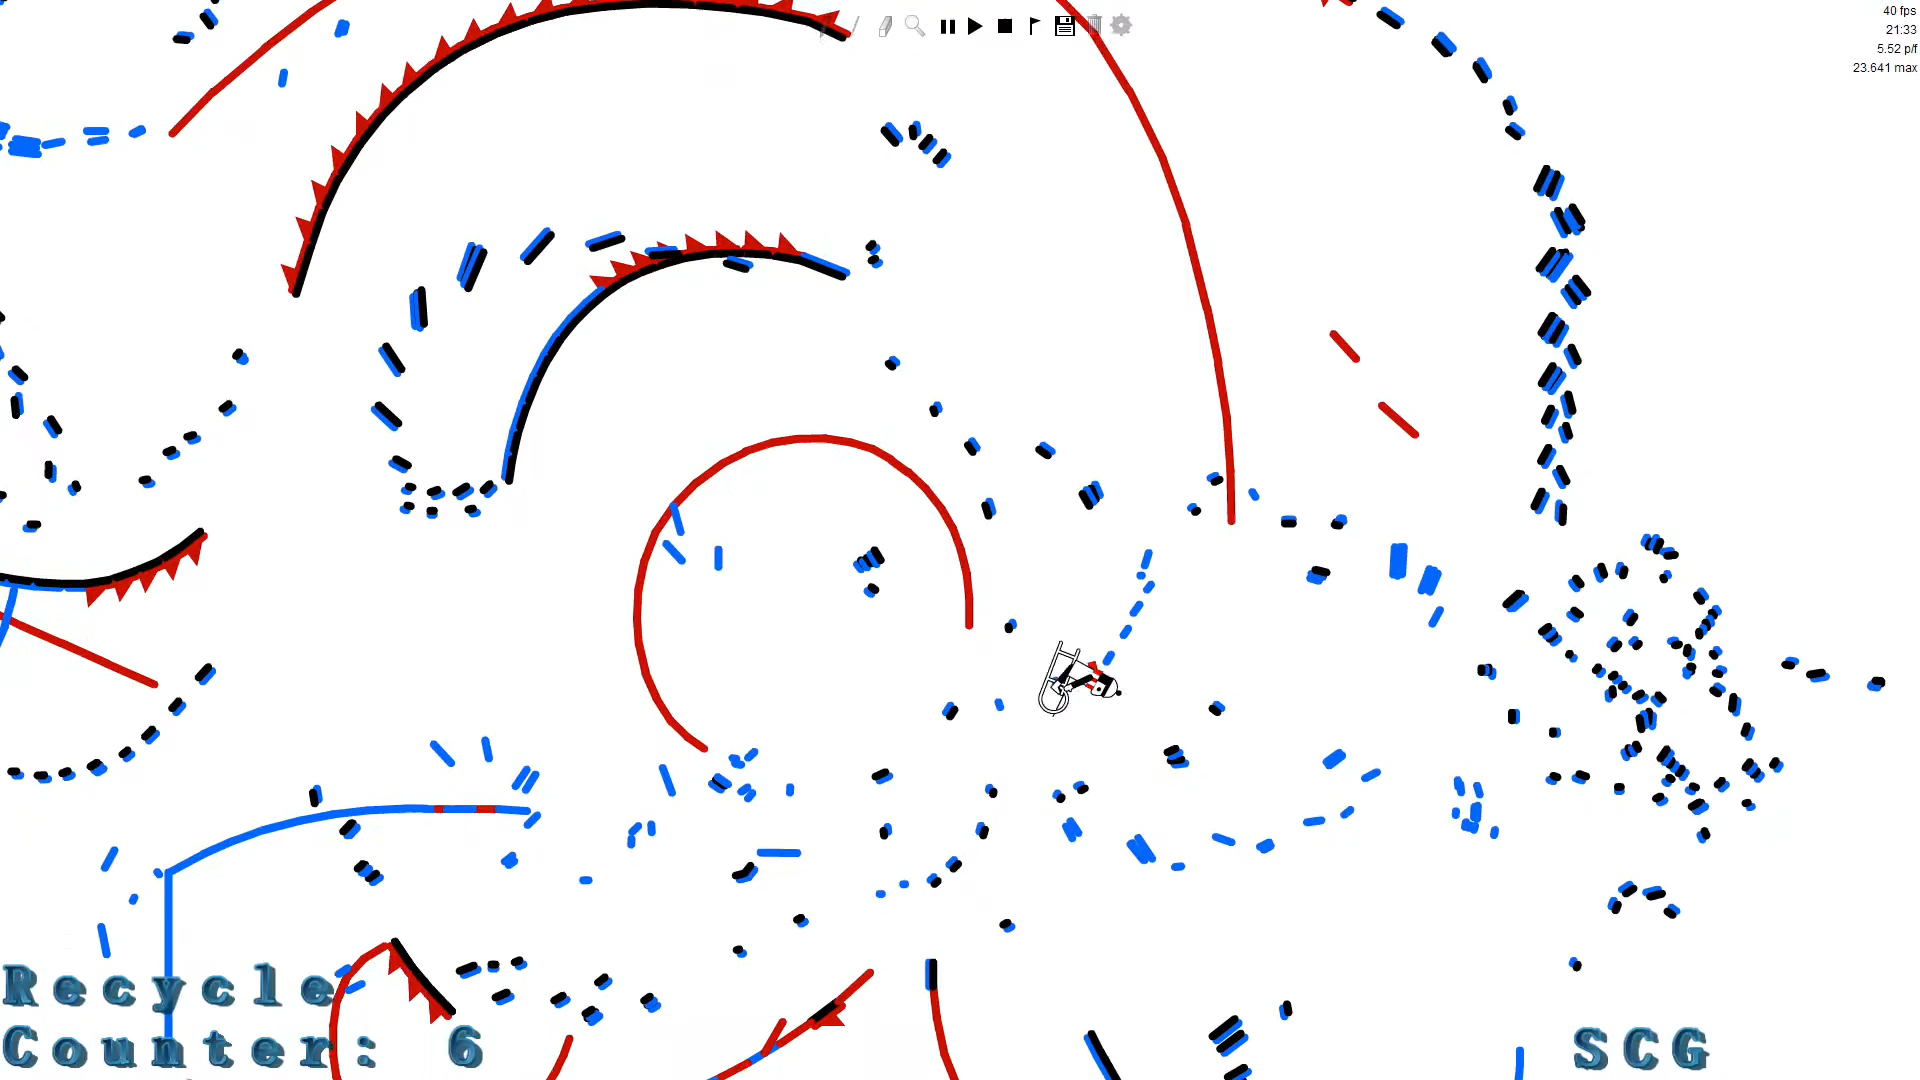 40 fps
21:33
5.52 p/f
23.641 max
Recycle
Counter: 6
SCG